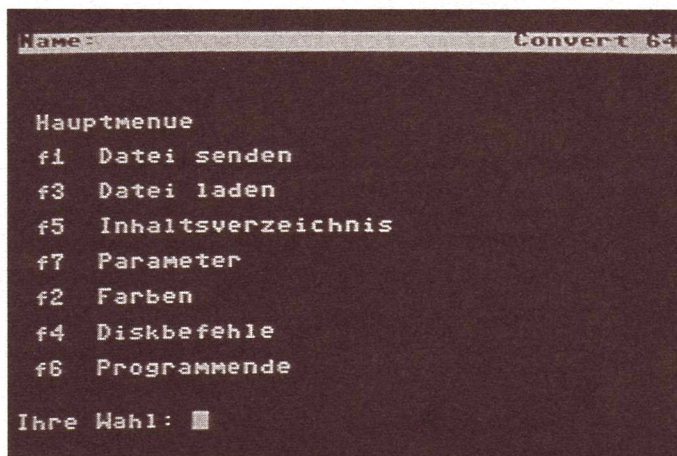 Name: Convert 64
Hauptmenue
f1 Datei senden
f3 Datei laden
f5 Inhaltsverzeichnis
f7 Parameter
f2 Farben
f4 Diskbefehle
f6 Programmende
Ihre Wahl: